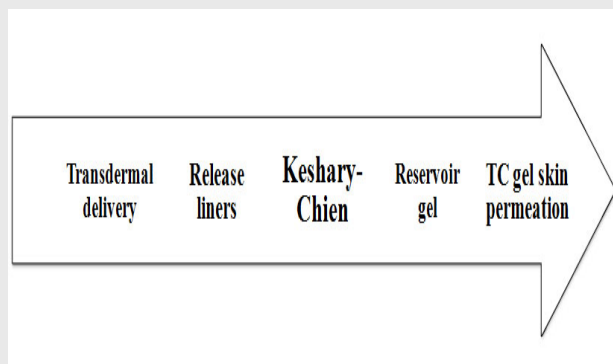 Transdermal
delivery
Release
liners
Keshary-
Chien
Reservoir
gel
TC gel skin
permeation